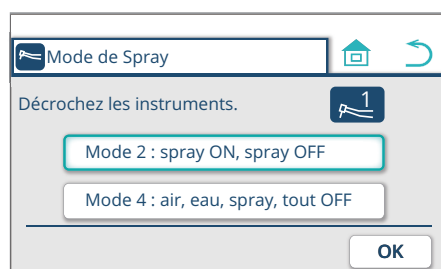 Mode de Spray
Décrochez les instruments.
1
Mode 2 : spray ON, spray OFF
Mode 4 : air, eau, spray, tout OFF
OK